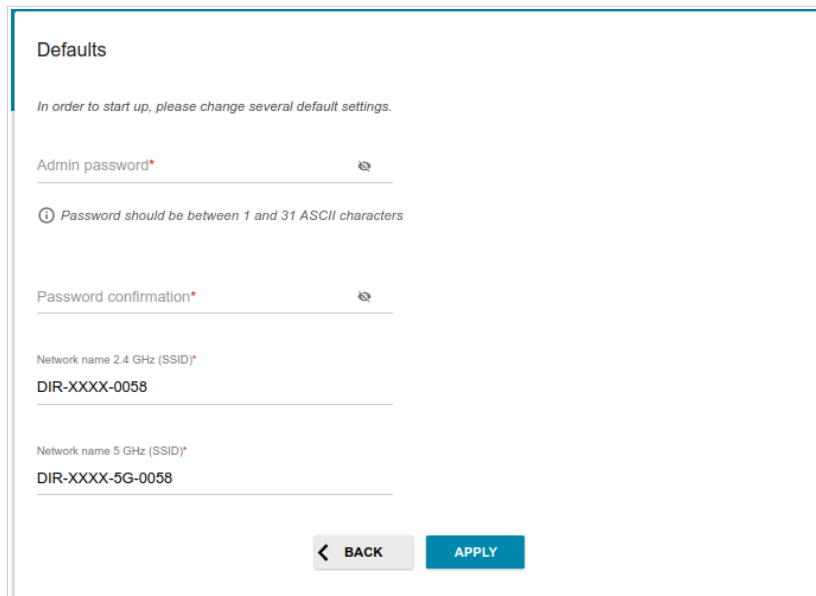 Defaults
In order to start up, please change several default settings.
Admin password*
Password should be between 1 and 31 ASCII characters
Password confirmation*
Network name 2.4 GHz (SSID)*
DIR-XXXX-0058
Network name 5 GHz (SSID)*
DIR-XXXX-5G-0058
BACK APPLY